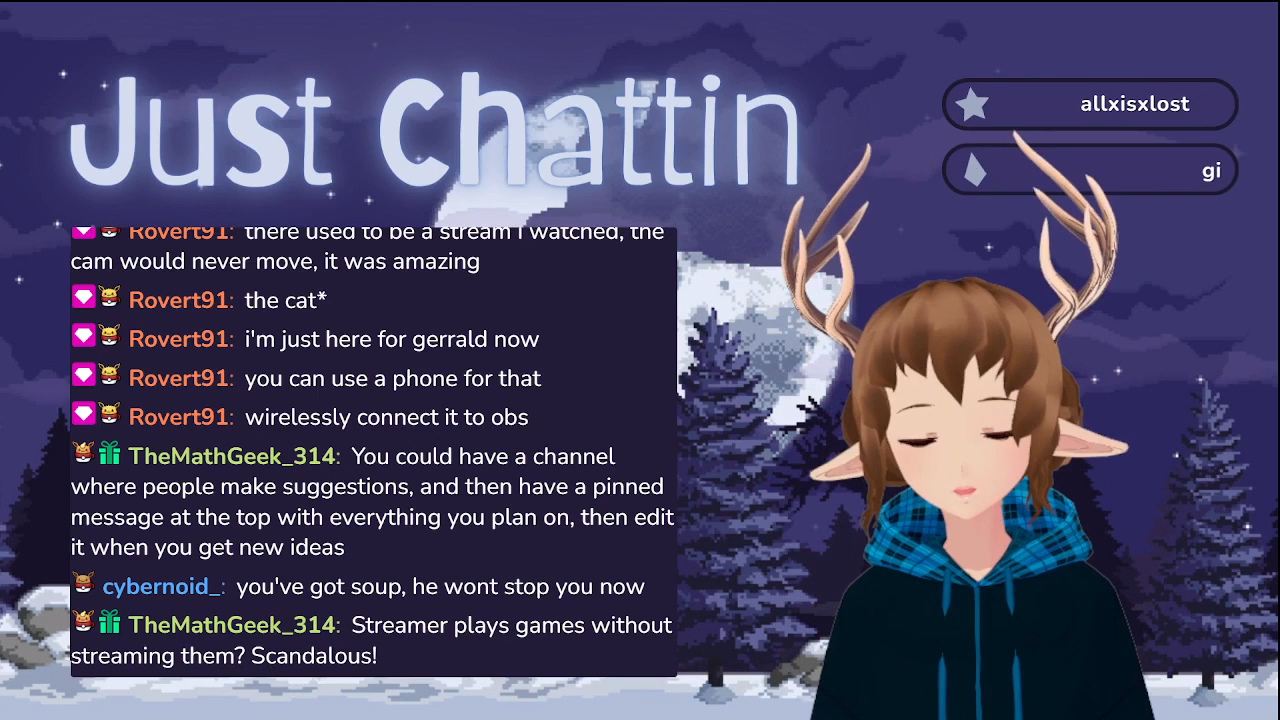 Just Chattin
allxisxlost
gi
Rovert91: there used to be a stream i watched, the
cam would never move, it was amazing
Rovert91: the cat*
Rovert91: i'm just here for gerrald now
Rovert91: you can use a phone for that
Rovert91: wirelessly connect it to obs
TheMathGeek_314: You could have a channel
where people make suggestions, and then have a pinned
message at the top with everything you plan on, then edit
it when you get new ideas
cybernoid_: you've got soup, he wont stop you now
TheMathGeek_314: Streamer plays games without
streaming them? Scandalous!